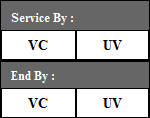 Service By :
VC UV
End By :
VC UV